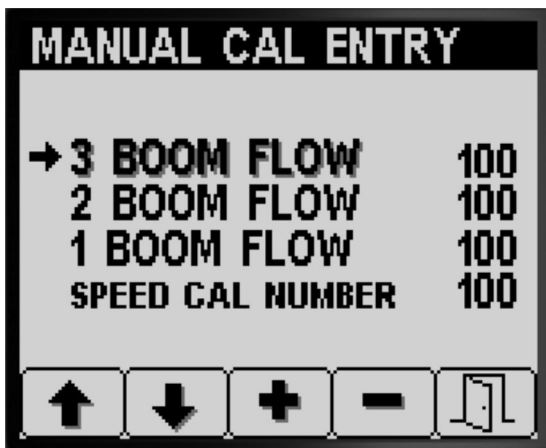 MANUAL CAL ENTRY
3 BOOM FLOW 100
2 BOOM FLOW 100
1 BOOM FLOW 100
SPEED CAL NUMBER 100